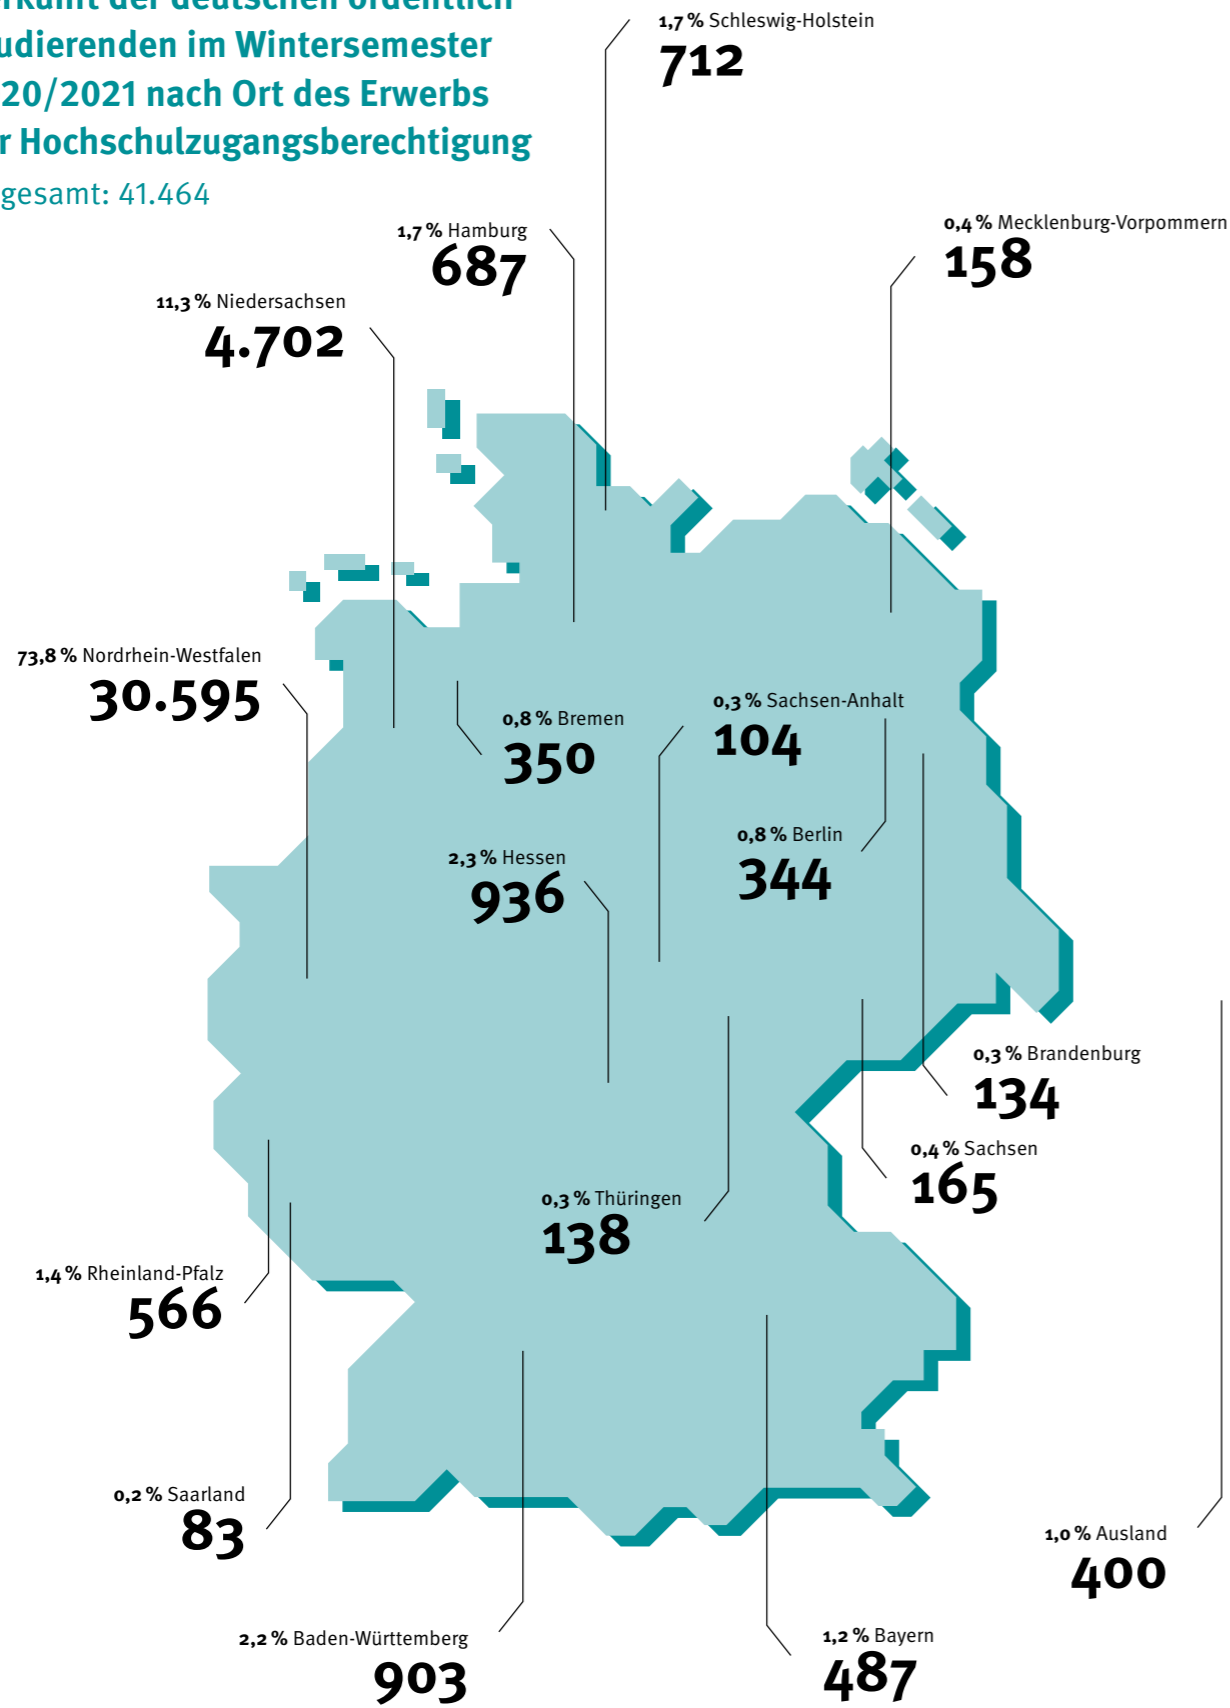 udierenden im Wintersemester
20/2021 nach Ort des Erwerbs
r Hochschulzugangsberechtigung
gesamt: 41.464
1,7 % Schleswig-Holstein
712
1,7 % Hamburg
687
0,4 % Mecklenburg-Vorpommern
158
11,3 % Niedersachsen
4.702
73,8 % Nordrhein-Westfalen
30.595
0,8 % Bremen
350
0,3 % Sachsen-Anhalt
104
0,8 % Berlin
344
2,3 % Hessen
936
0,3 % Brandenburg
134
0,4 % Sachsen
165
0,3 % Thüringen
138
1,4 % Rheinland-Pfalz
566
0,2 % Saarland
83
1,0 % Ausland
400
2,2 % Baden-Württemberg
903
1,2 % Bayern
487